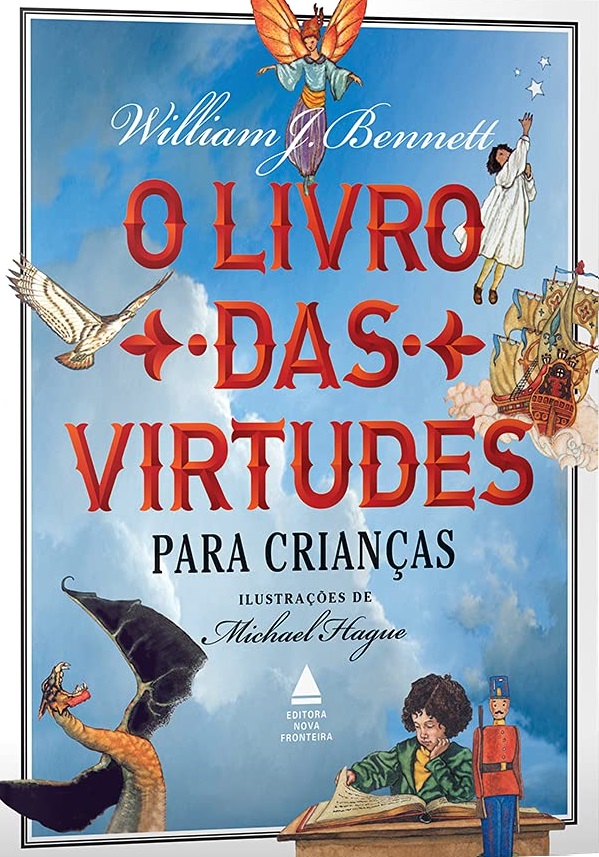 William J. Bennett
O LIVRO
DAS
VIRTUDES
PARA CRIANÇAS
ILUSTRAÇÕES DE
Michael Hague
EDITORA
NOVA
FRONTEIRA